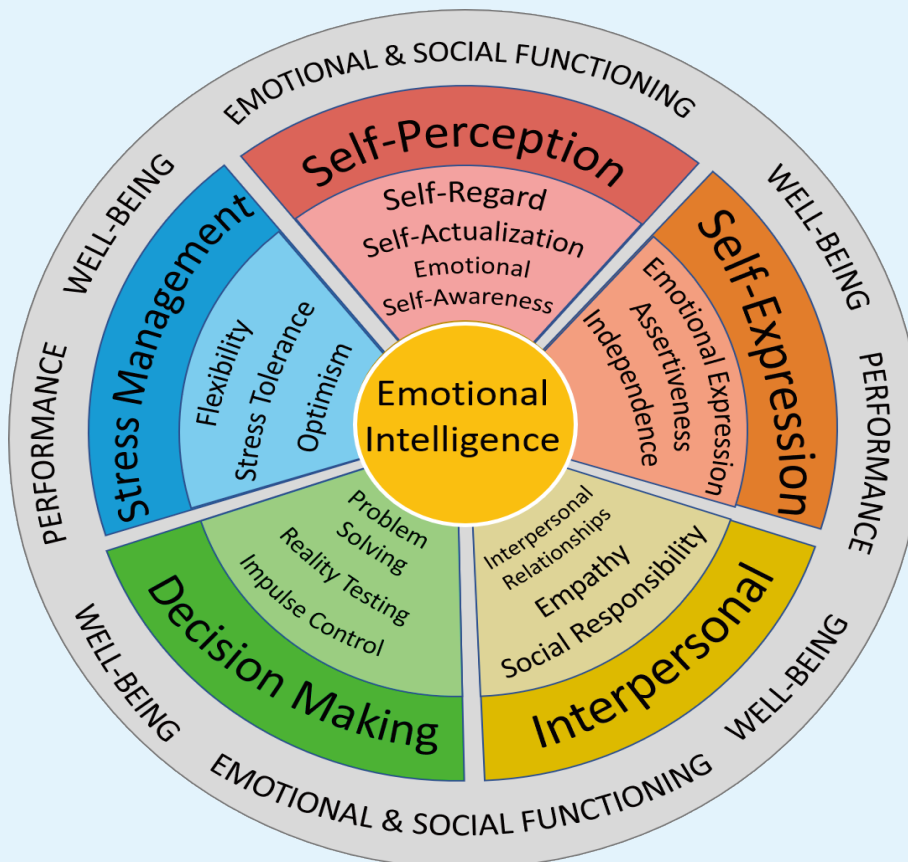 EMOTIONAL & SOCIAL FUNCTIONING
WELL-BEING
PERFORMANCE
WELL-BEING
EMOTIONAL & SOCIAL FUNCTIONING
WELL-BEING
PERFORMANCE
WELL-BEING
Self-Perception
Self-Regard
Self-Actualization
Emotional
Self-Awareness
Self-Expression
Emotional Expression
Assertiveness
Independence
Interpersonal
Interpersonal
Relationships
Empathy
Social Responsibility
Decision Making
Problem
Solving
Reality Testing
Impulse Control
Stress Management
Flexibility
Stress Tolerance
Optimism
Emotional
Intelligence